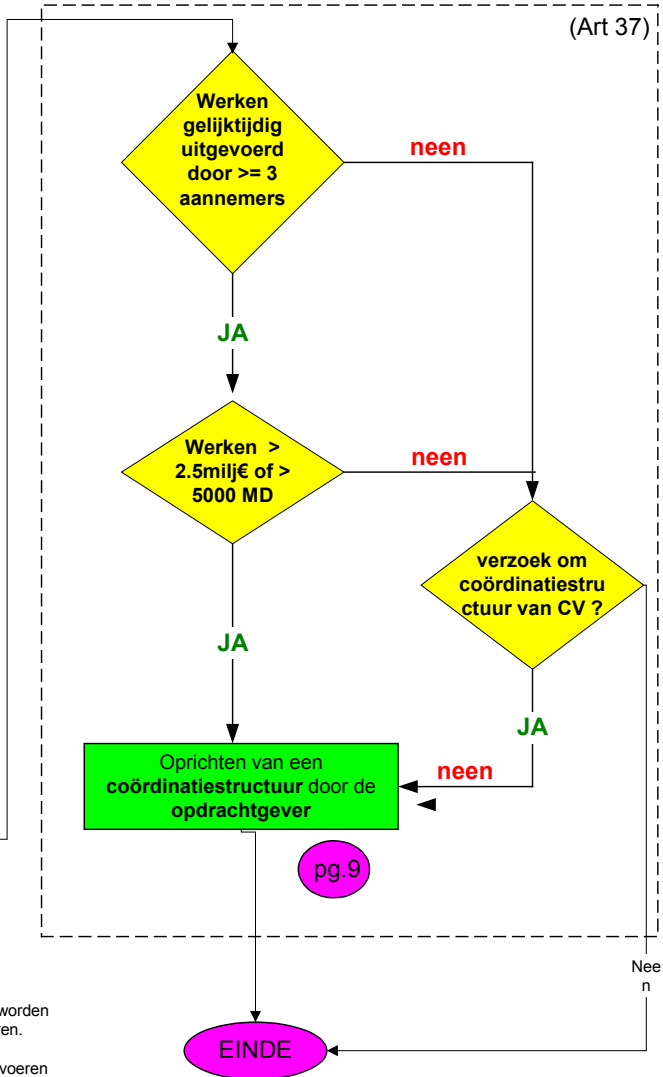 (Art 37)
Werken
gelijktijdig
uitgevoerd
door >= 3
aannemers
neen
JA
Werken >
2.5milj€ of >
5000 MD
neen
verzoek om
coördinatiestru
ctuur van CV ?
JA
JA
Oprichten van een
coördinatiestructuur door de
opdrachtgever
neen
pg.9
Nee
n
worden
en.
EINDE
voeren